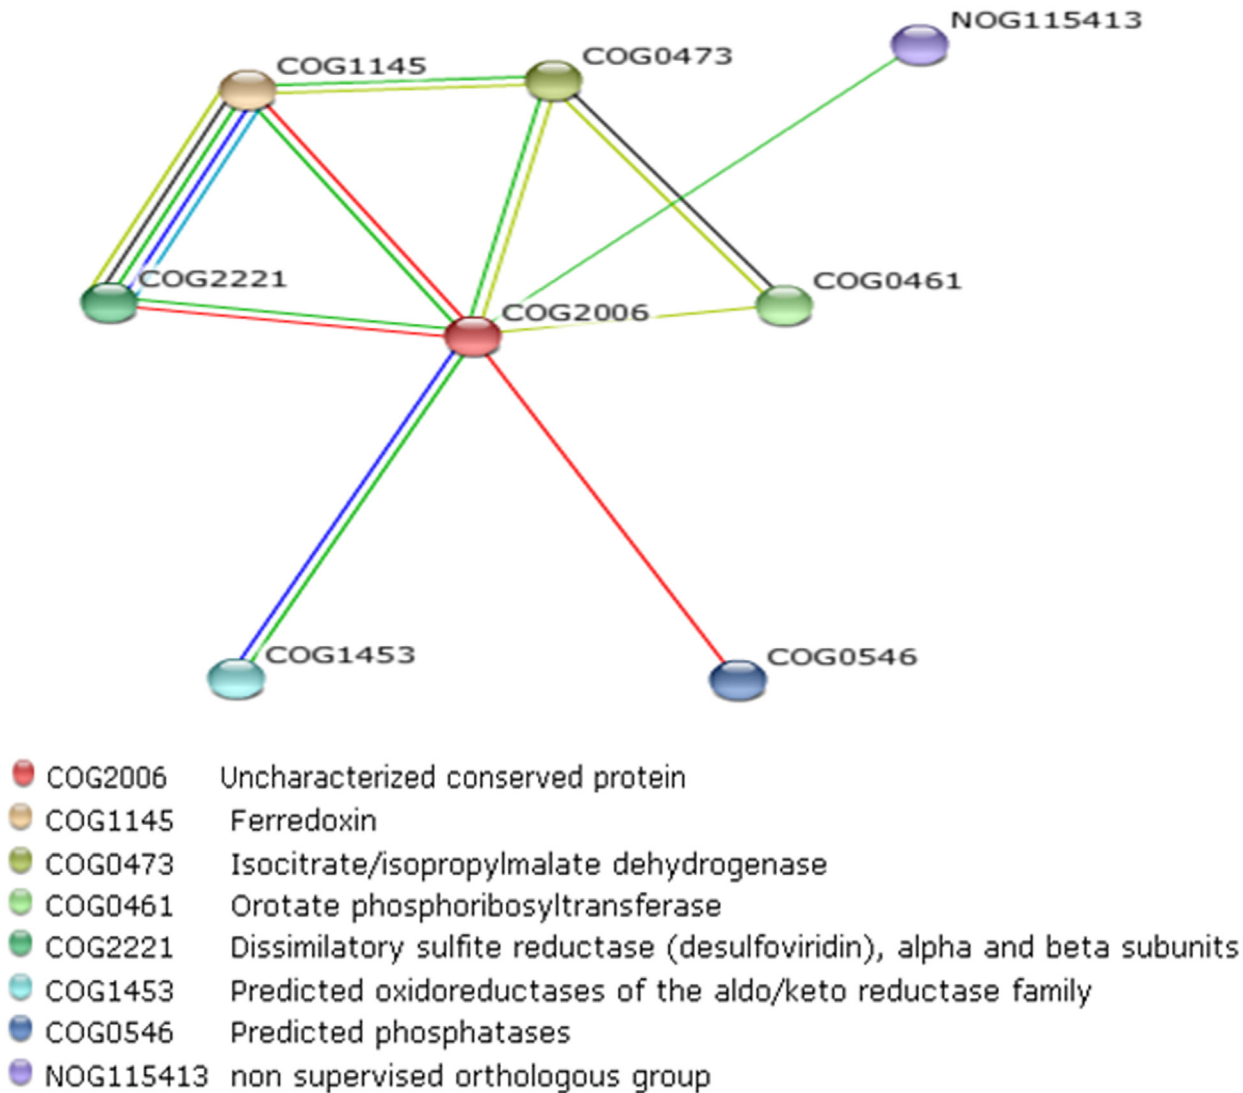 NOG115413
COG1145
COG0473
COG2221
COG0461
COG2006
COG1453
COG0546
COG2006 Uncharacterized conserved protein
COG1145 Ferredoxin
COG0473 Isocitrate/isopropylmalate dehydrogenase
COG0461 Orotate phosphoribosyltransferase
COG2221 Dissimilatory sulfite reductase (desulfoviridin), alpha and beta subunits
COG1453 Predicted oxidoreductases of the aldo/keto reductase family
COG0546 Predicted phosphatases
NOG115413 non supervised orthologous group